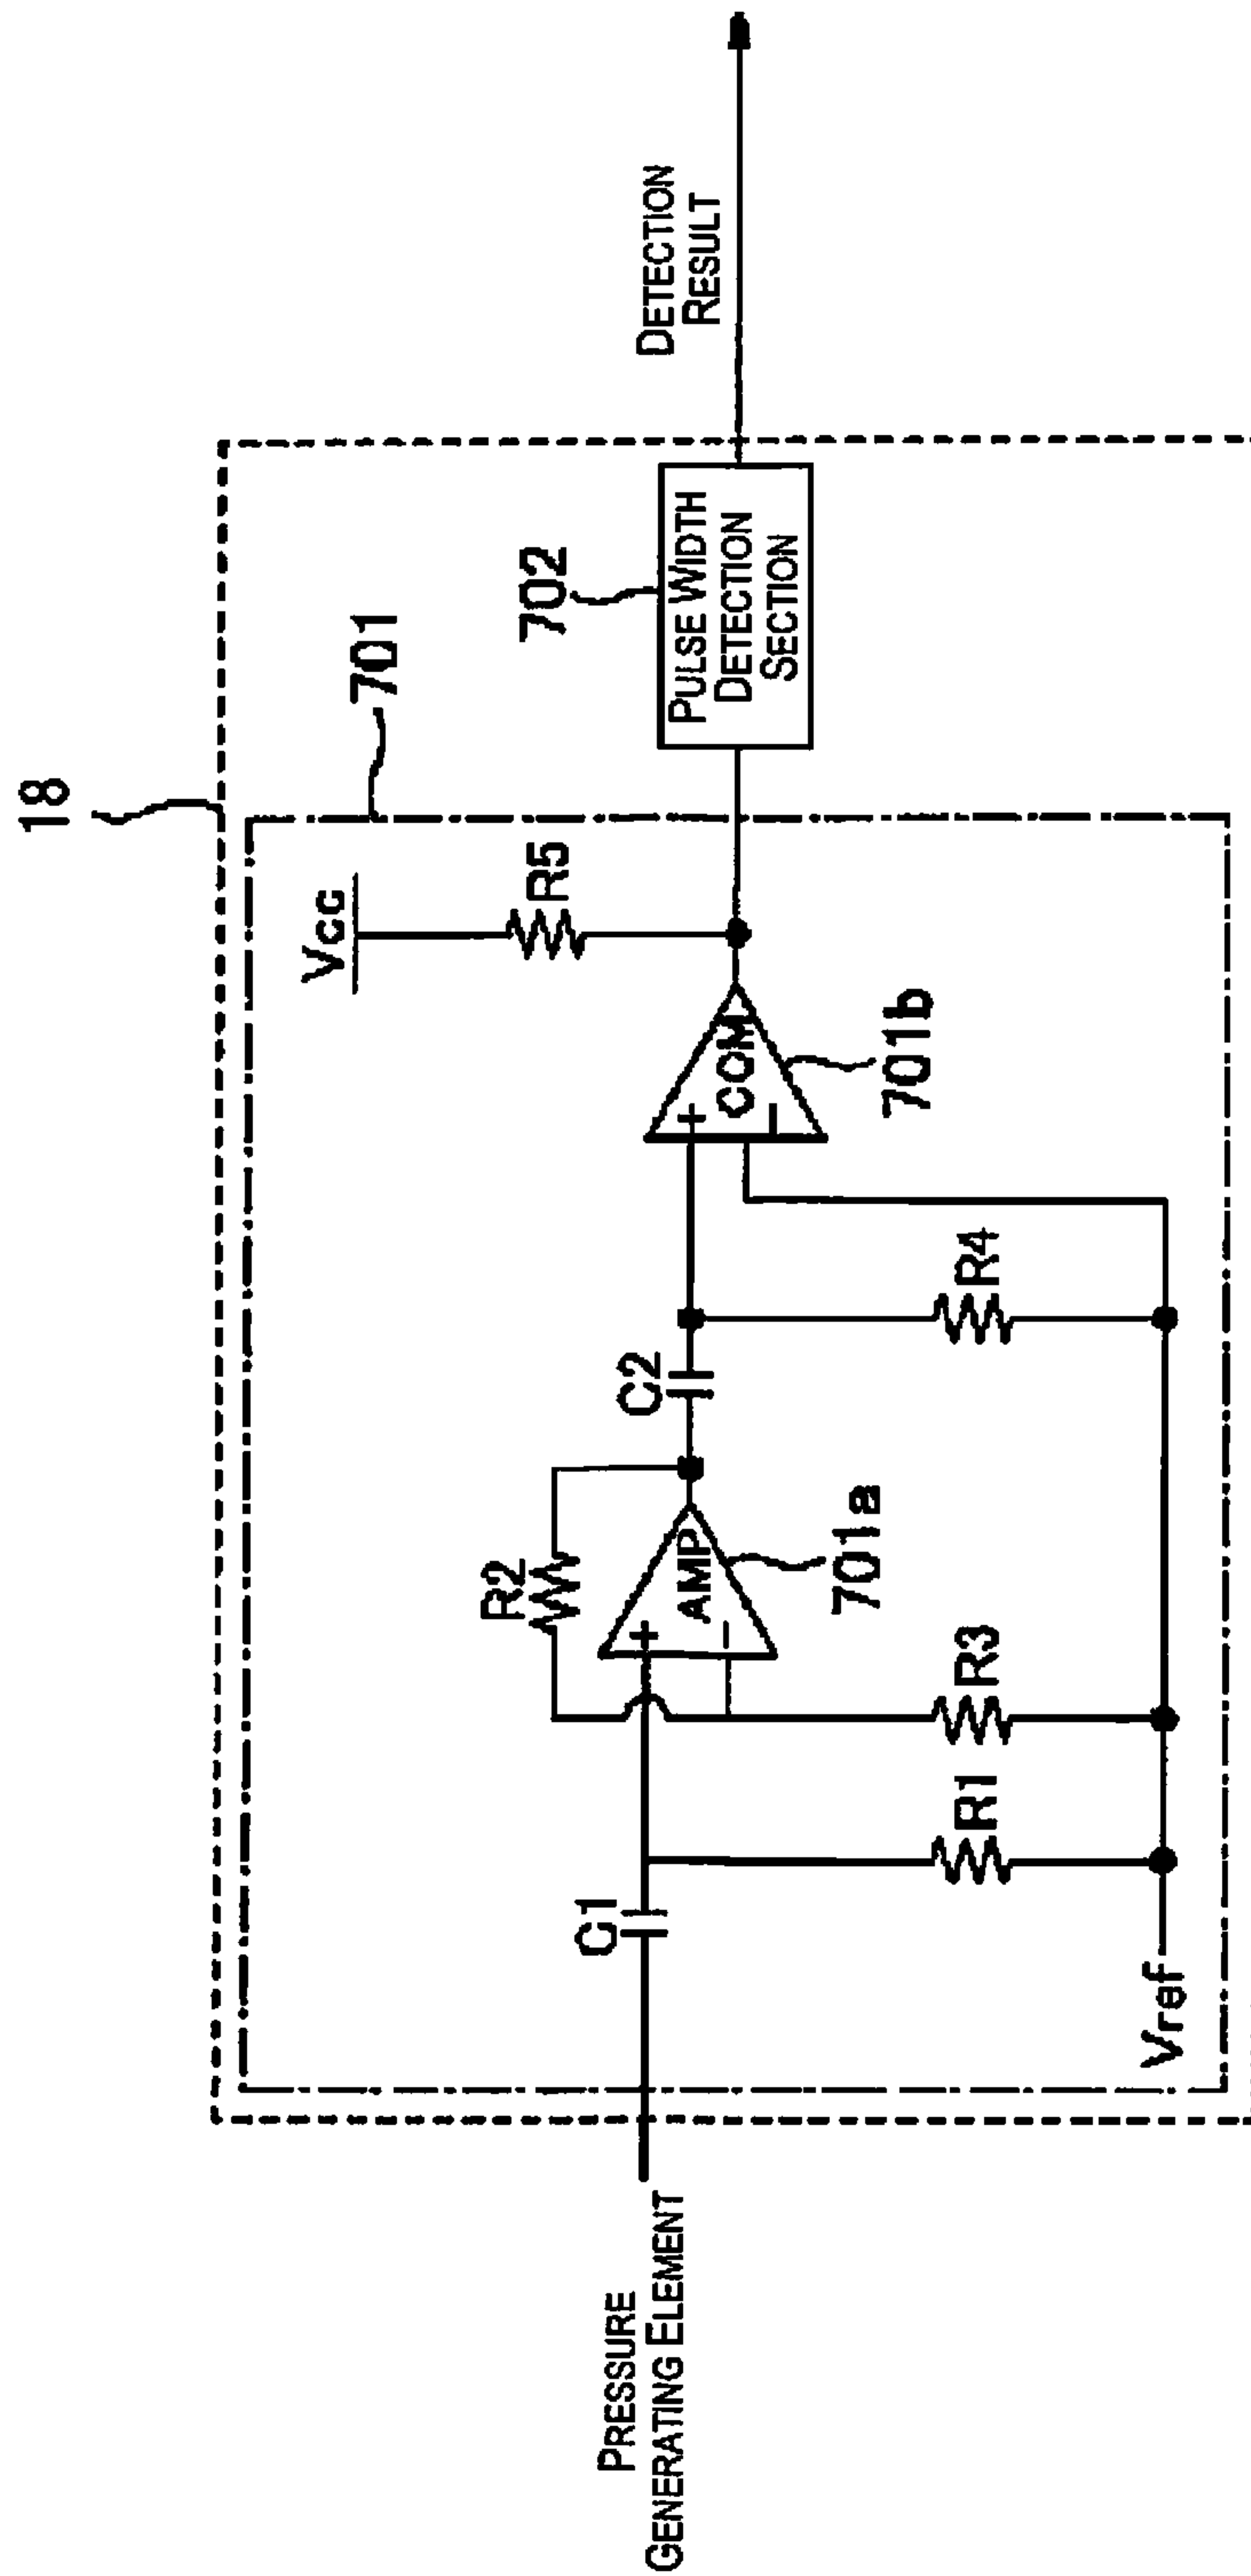 18
701
702
Vcc
R5
PULSE WIDTH
DETECTION
SECTION
DETECTION
RESULT
R2
C2
+
COM
−
701b
C1
+
AMP
−
701a
R1
R3
R4
Vref
PRESSURE
GENERATING ELEMENT